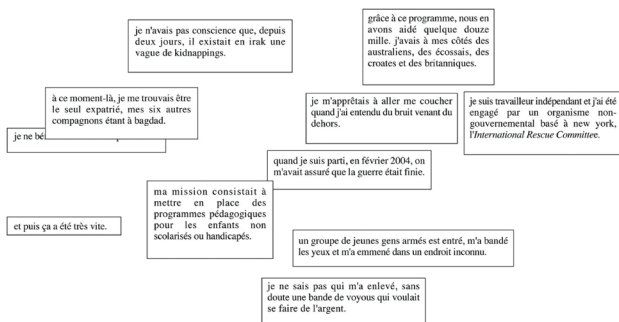 je n'avais pas conscience que, depuis
deux jours, il existait en irak une
vague de kidnappings.
grâce à ce programme, nous en
avons aidé quelque douze
mille. j'avais à mes côtés des
australiens, des écossais, des
croates et des britanniques.
à ce moment-là, je me trouvais être
le seul expatrié, mes six autres
compagnons étant à bagdad.
je m'apprêtais à aller me coucher
quand j'ai entendu du bruit venant du
dehors.
je suis travailleur indépendant et j'ai été
engagé par un organisme non-
gouvernemental basé à new york,
l'International Rescue Committee.
je ne
quand je suis parti, en février 2004, on
m'avait assuré que la guerre était finie.
ma mission consistait à
mettre en place des
programmes pédagogiques
pour les enfants non
scolarisés ou handicapés.
et puis ça a été très vite.
un groupe de jeunes gens armés est entré, m'a bandé
les yeux et m'a emmené dans un endroit inconnu.
je ne sais pas qui m'a enlevé, sans
doute une bande de voyous qui voulait
se faire de l'argent.